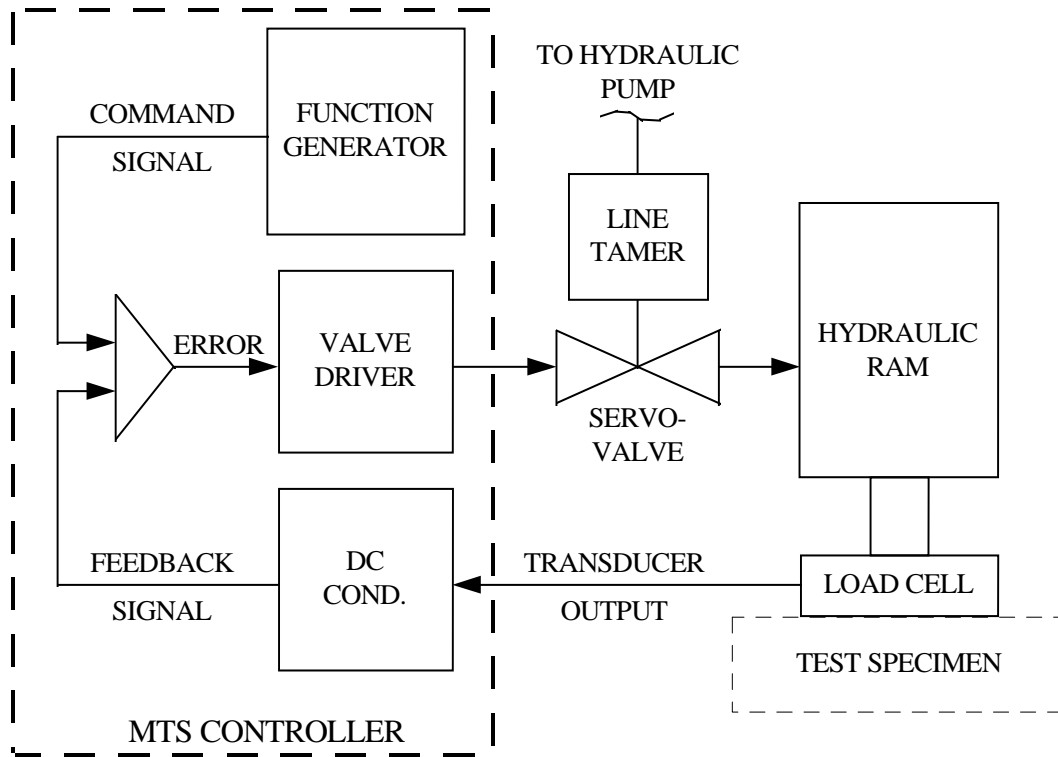 TO HYDRAULIC
PUMP
COMMAND
SIGNAL
FUNCTION
GENERATOR
LINE
TAMER
ERROR
VALVE
DRIVER
SERVO-
VALVE
HYDRAULIC
RAM
FEEDBACK
SIGNAL
DC
COND.
TRANSDUCER
OUTPUT
LOAD CELL
TEST SPECIMEN
MTS CONTROLLER